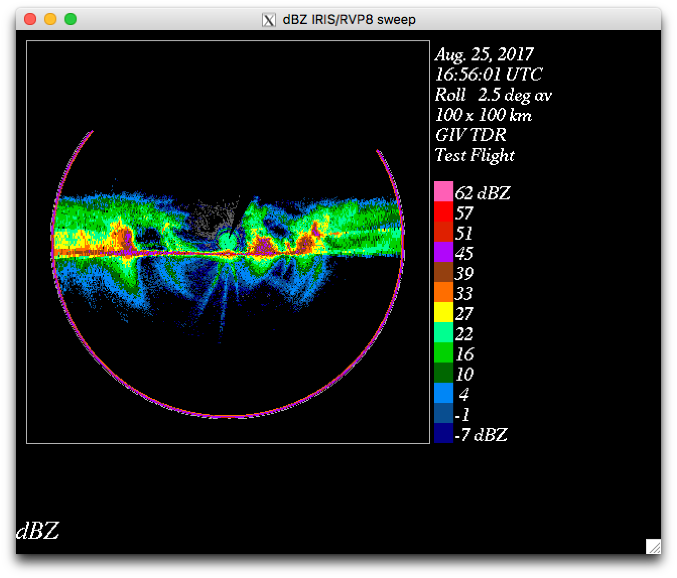 dBZ IRIS/RVP8 sweep
Aug. 25, 2017
16:56:01 UTC
Roll 2.5 deg av
100 x 100 km
GIV TDR
Test Flight
62 dBZ
57
51
45
39
33
27
22
16
10
4
-1
-7 dBZ
dBZ